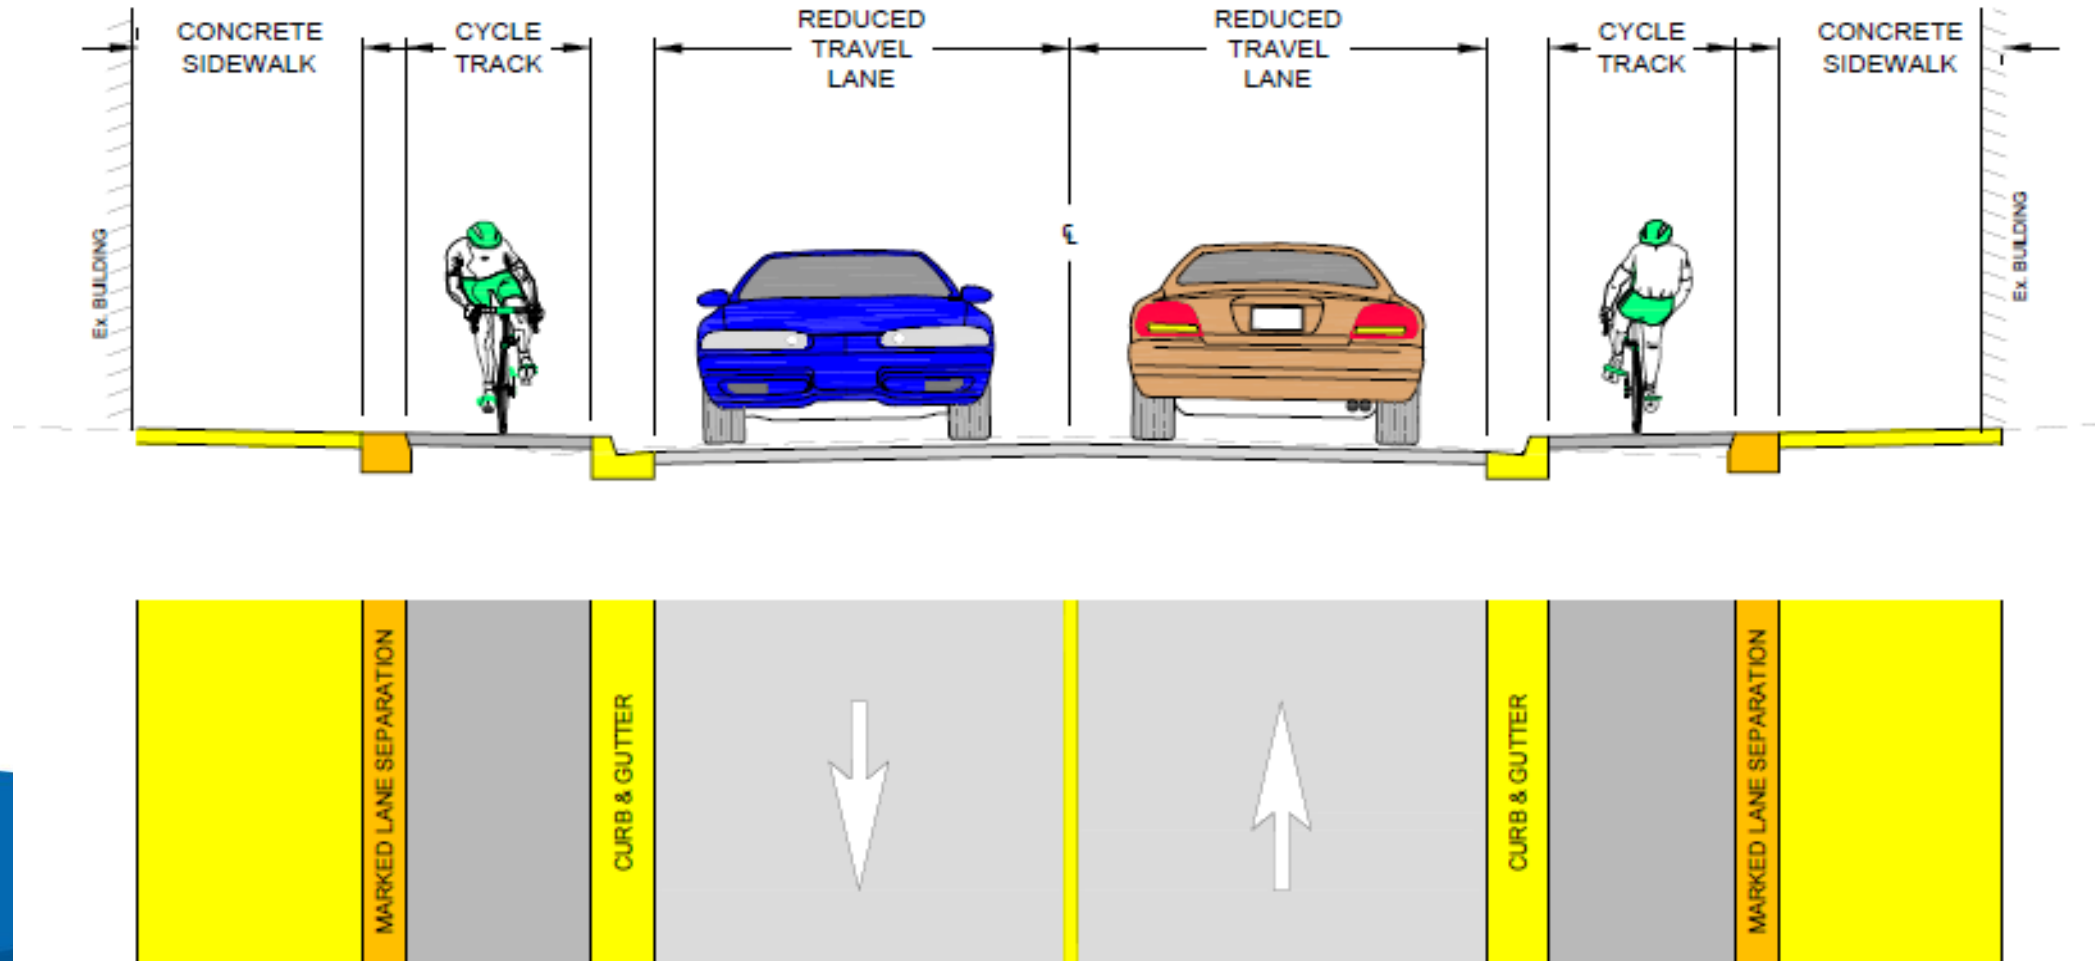 CONCRETE
SIDEWALK
CYCLE
TRACK
REDUCED
TRAVEL
LANE
REDUCED
TRAVEL
LANE
CYCLE
TRACK
CONCRETE
SIDEWALK
Ex. BUILDING
℄
Ex. BUILDING
MARKED LANE SEPARATION
CURB & GUTTER
CURB & GUTTER
MARKED LANE SEPARATION